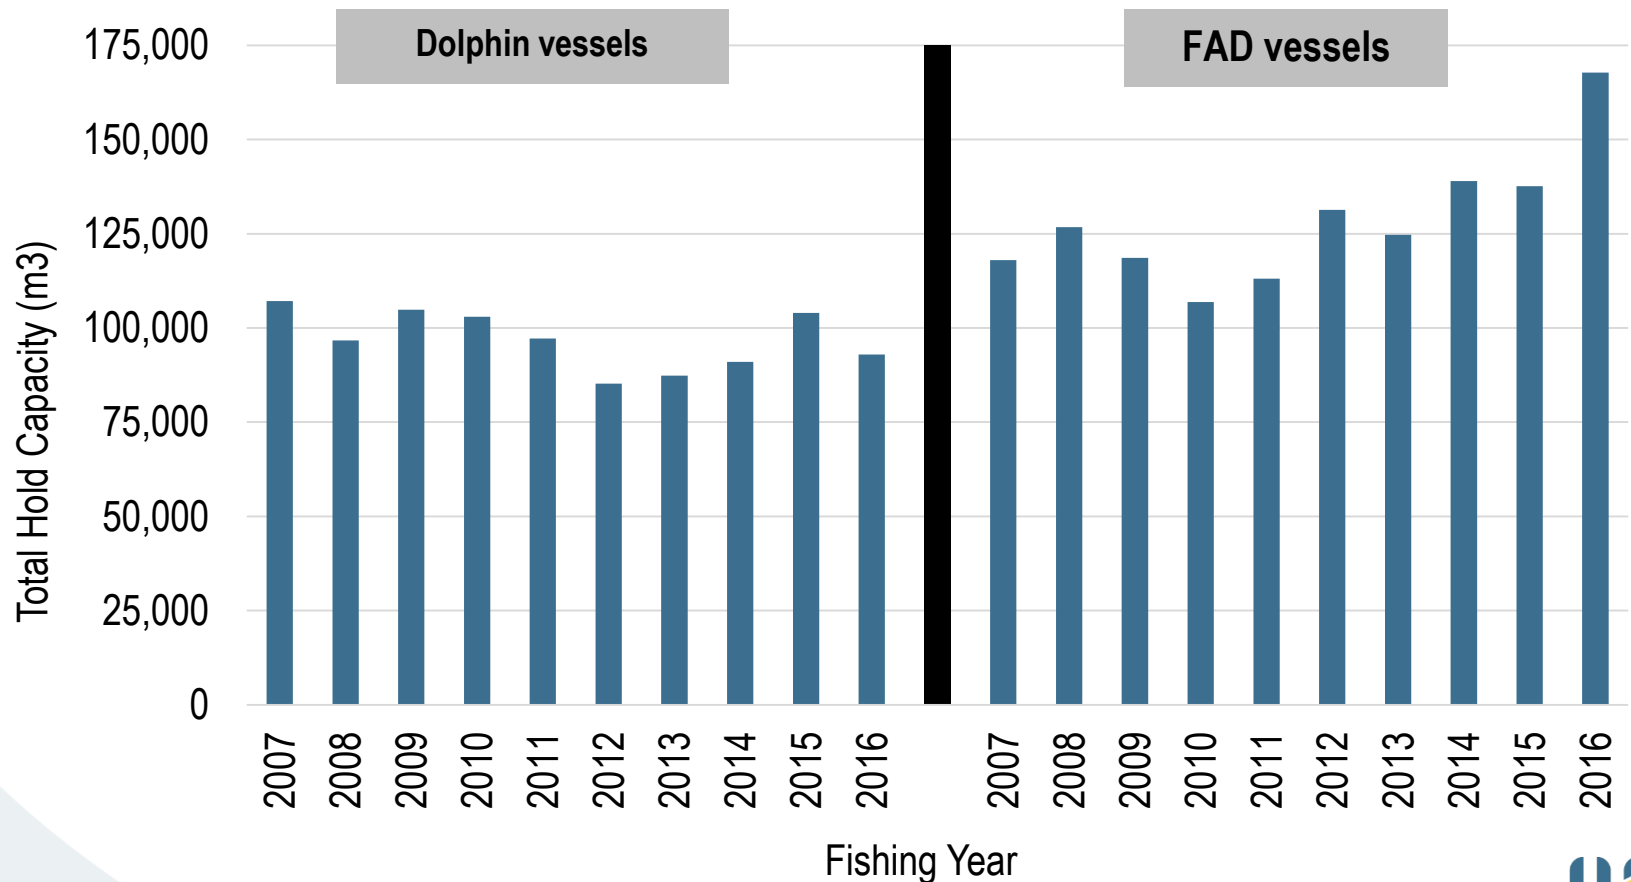 Dolphin vessels
FAD vessels
Total Hold Capacity (m3)
175,000
150,000
125,000
100,000
75,000
50,000
25,000
0
2007 2008 2009 2010 2011 2012 2013 2014 2015 2016 2007 2008 2009 2010 2011 2012 2013 2014 2015 2016
Fishing Year